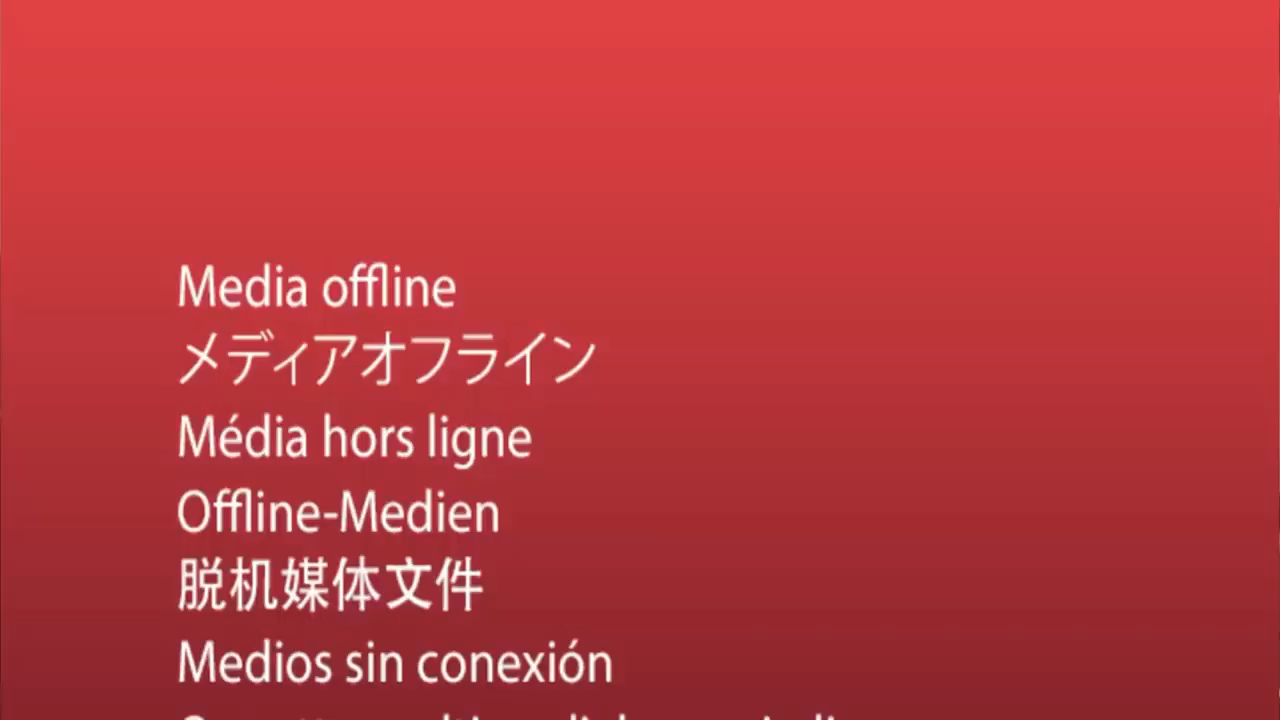 Media offline
メディアオフライン
Média hors ligne
Offline-Medien
脱机媒体文件
Medios sin conexión